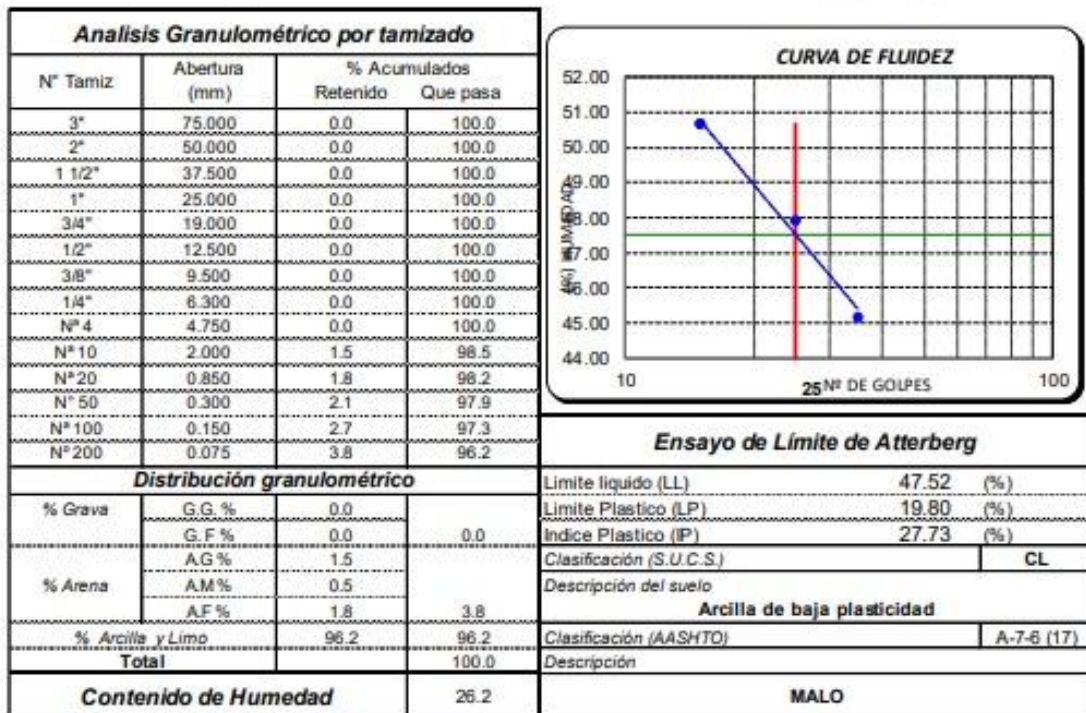 Analisis Granulométrico por tamizado
N° Tamiz Abertura (mm) % Acumulados
Retenido Que pasa
3" 75.000 0.0 100.0
2" 50.000 0.0 100.0
1 1/2" 37.500 0.0 100.0
1" 25.000 0.0 100.0
3/4" 19.000 0.0 100.0
1/2" 12.500 0.0 100.0
3/8" 9.500 0.0 100.0
1/4" 6.300 0.0 100.0
Nª 4 4.750 0.0 100.0
Nª 10 2.000 1.5 98.5
Nª 20 0.850 1.8 98.2
N° 50 0.300 2.1 97.9
Nª 100 0.150 2.7 97.3
Nº 200 0.075 3.8 96.2
Distribución granulométrico
% Grava G.G. % 0.0
G. F % 0.0 0.0
A.G % 1.5
% Arena A.M % 0.5
A.F % 1.8 3.8
% Arcilla y Limo 96.2 96.2
Total 100.0
Contenido de Humedad 26.2
CURVA DE FLUIDEZ
52.00
51.00
50.00
49.00
48.00
47.00
46.00
45.00
44.00
(%) HUMEDAD
10 25 Nº DE GOLPES 100
Ensayo de Límite de Atterberg
Limite liquido (LL) 47.52 (%)
Limite Plastico (LP) 19.80 (%)
Indice Plastico (IP) 27.73 (%)
Clasificación (S.U.C.S.) CL
Descripción del suelo
Arcilla de baja plasticidad
Clasificación (AASHTO) A-7-6 (17)
Descripción
MALO